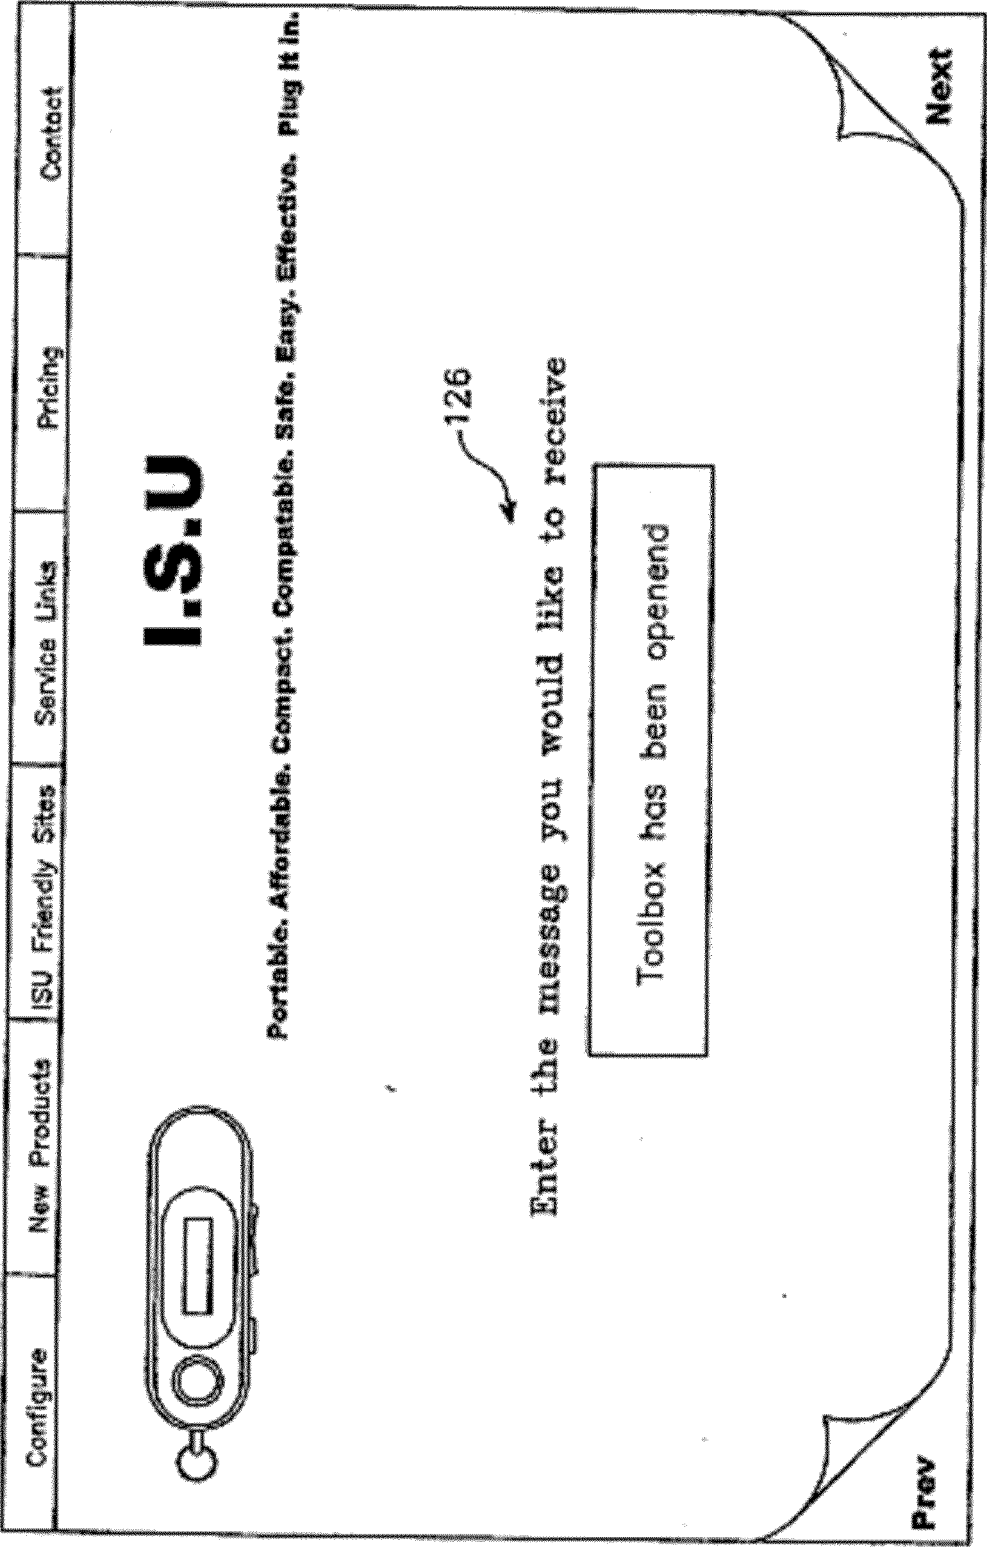 Configure New Products ISU Friendly Sites Service Links Pricing Contact
I.S.U
Portable. Affordable. Compact. Compatable. Safe. Easy. Effective. Plug it in.
126
Enter the message you would like to receive
Toolbox has been openend
Prev Next